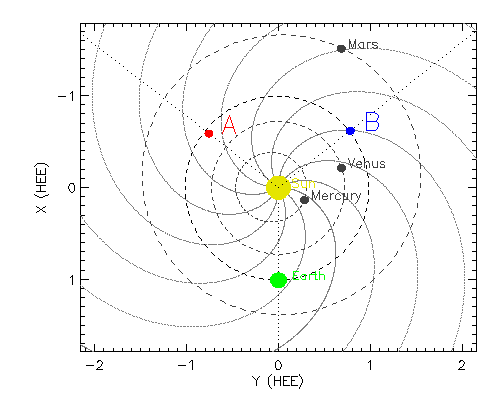 Mars
A
B
-1
Venus
Sun
Mercury
0
X (HEE)
Earth
1
-2 -1 0 1 2
Y (HEE)